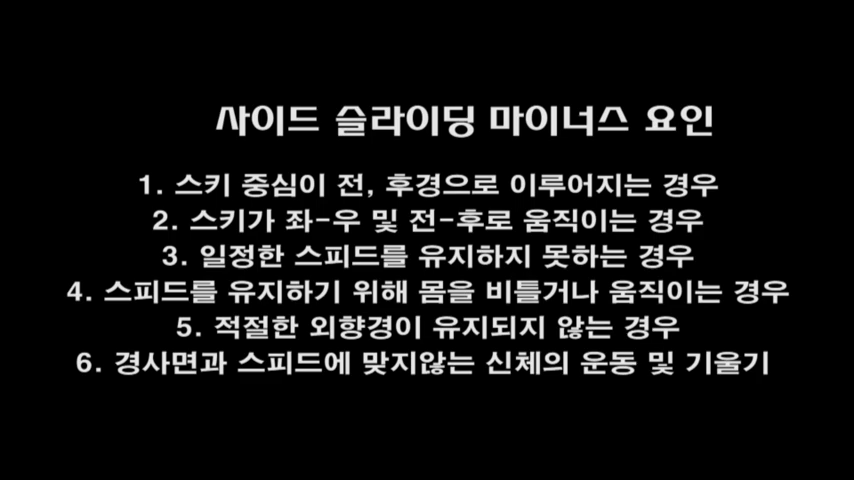 사이드 슬라이딩 마이너스 요인
1. 스키 중심이 전, 후경으로 이루어지는 경우
2. 스키가 좌-우 및 전-후로 움직이는 경우
3. 일정한 스피드를 유지하지 못하는 경우
4. 스피드를 유지하기 위해 몸을 비틀거나 움직이는 경우
5. 적절한 외향경이 유지되지 않는 경우
6. 경사면과 스피드에 맞지않는 신체의 운동 및 기울기